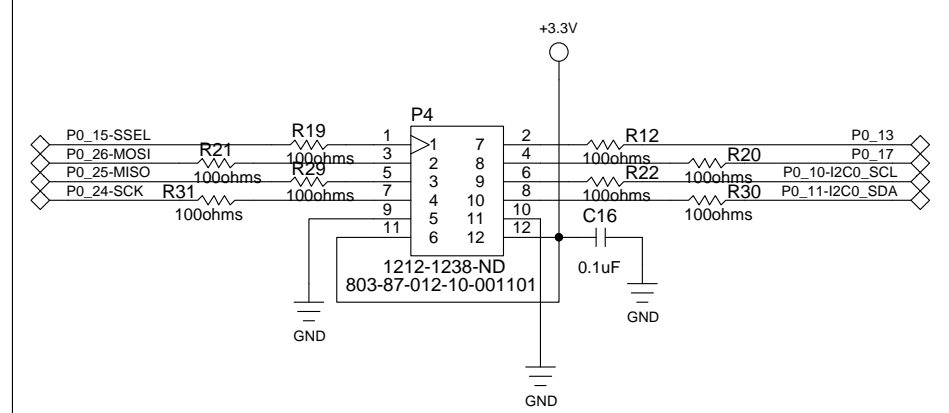 +3.3V
P4
P0_15-SSEL R19 1 1 7 2 R12 P0_13
P0_26-MOSI R21 100ohms 3 2 8 4 100ohms R20 P0_17
P0_25-MISO 100ohms R29 5 3 9 6 R22 100ohms P0_10-I2C0_SCL
P0_24-SCK R31 100ohms 7 4 10 8 100ohms R30 P0_11-I2C0_SDA
100ohms 9 5 11 10 C16 100ohms
11 6 12 12
1212-1238-ND 0.1uF
803-87-012-10-001101
GND GND
GND